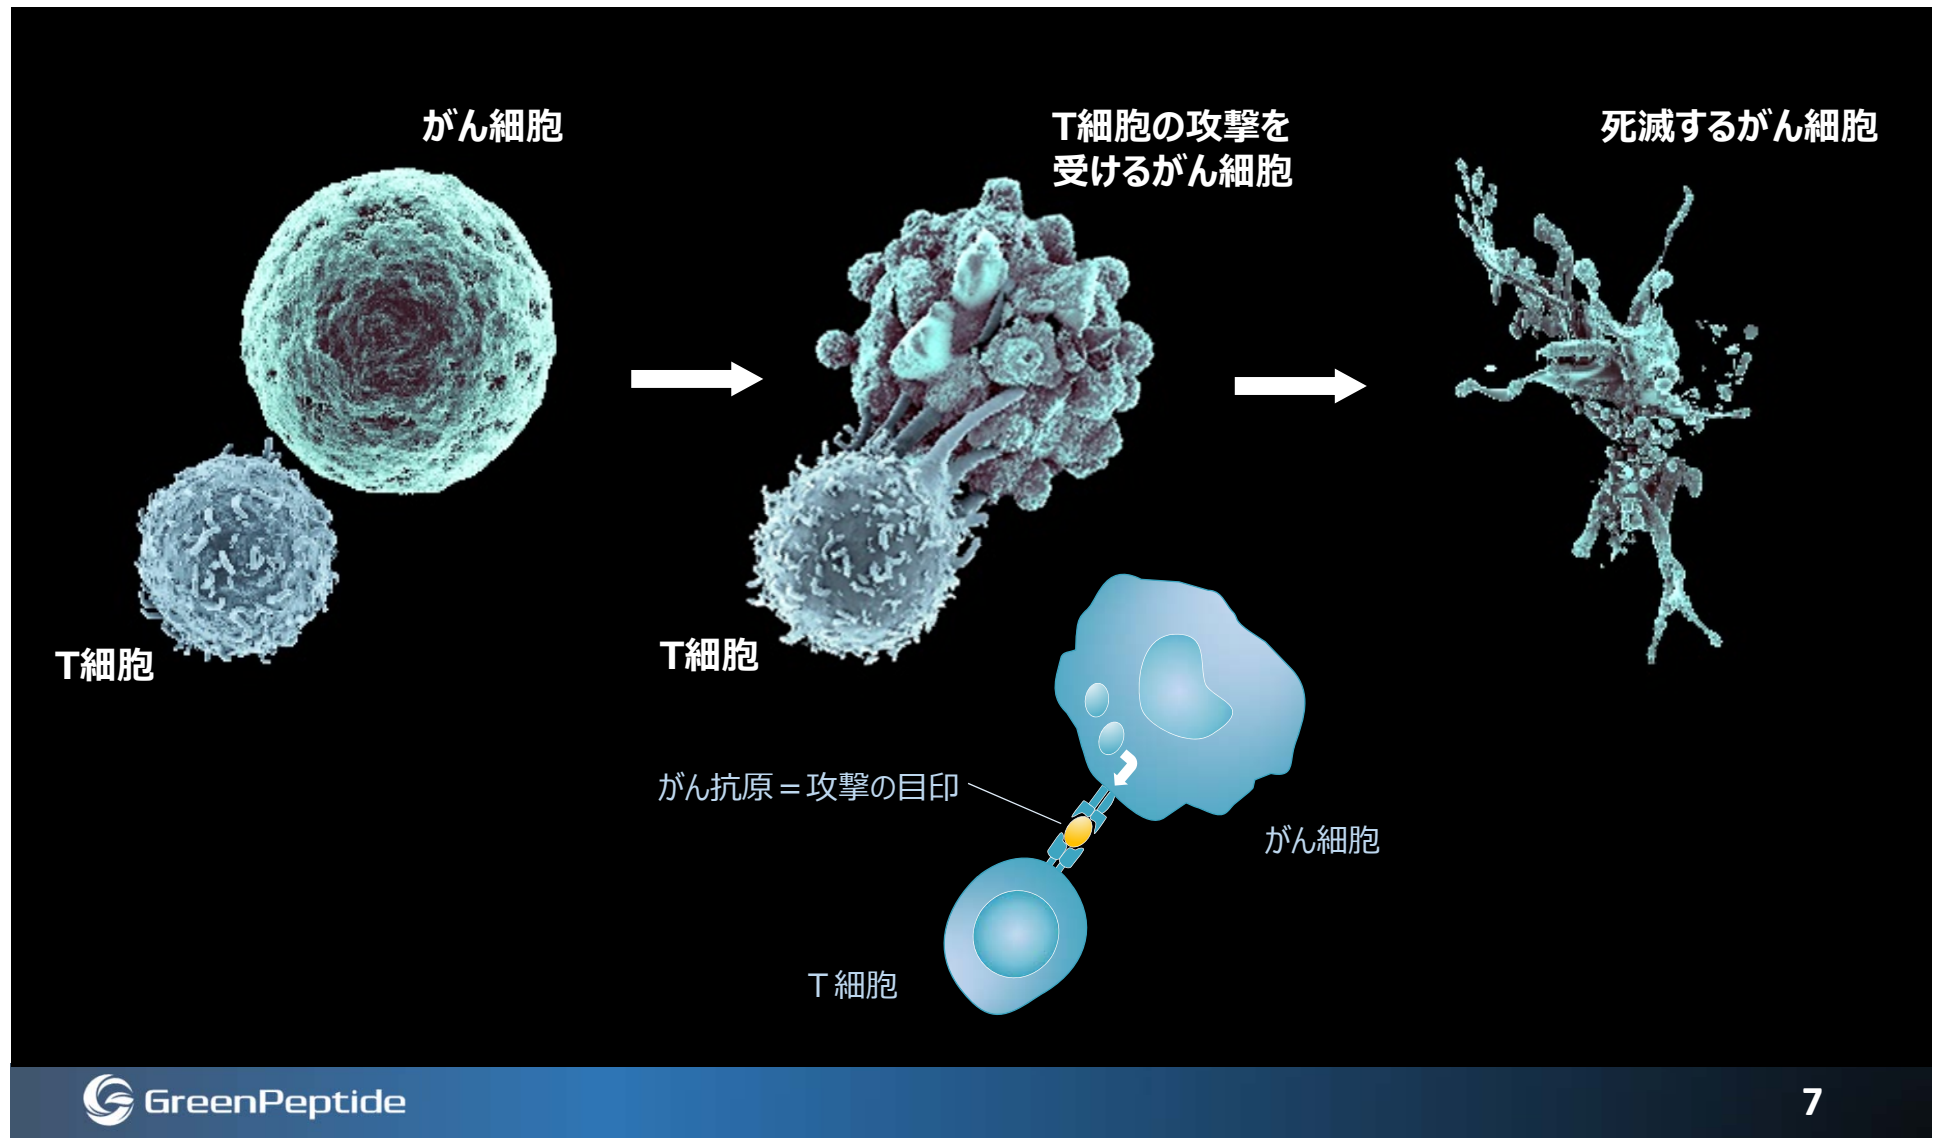 がん細胞
T細胞
T細胞の攻撃を
受けるがん細胞
T細胞
死滅するがん細胞
がん抗原＝攻撃の目印
がん細胞
T 細胞
GreenPeptide
7